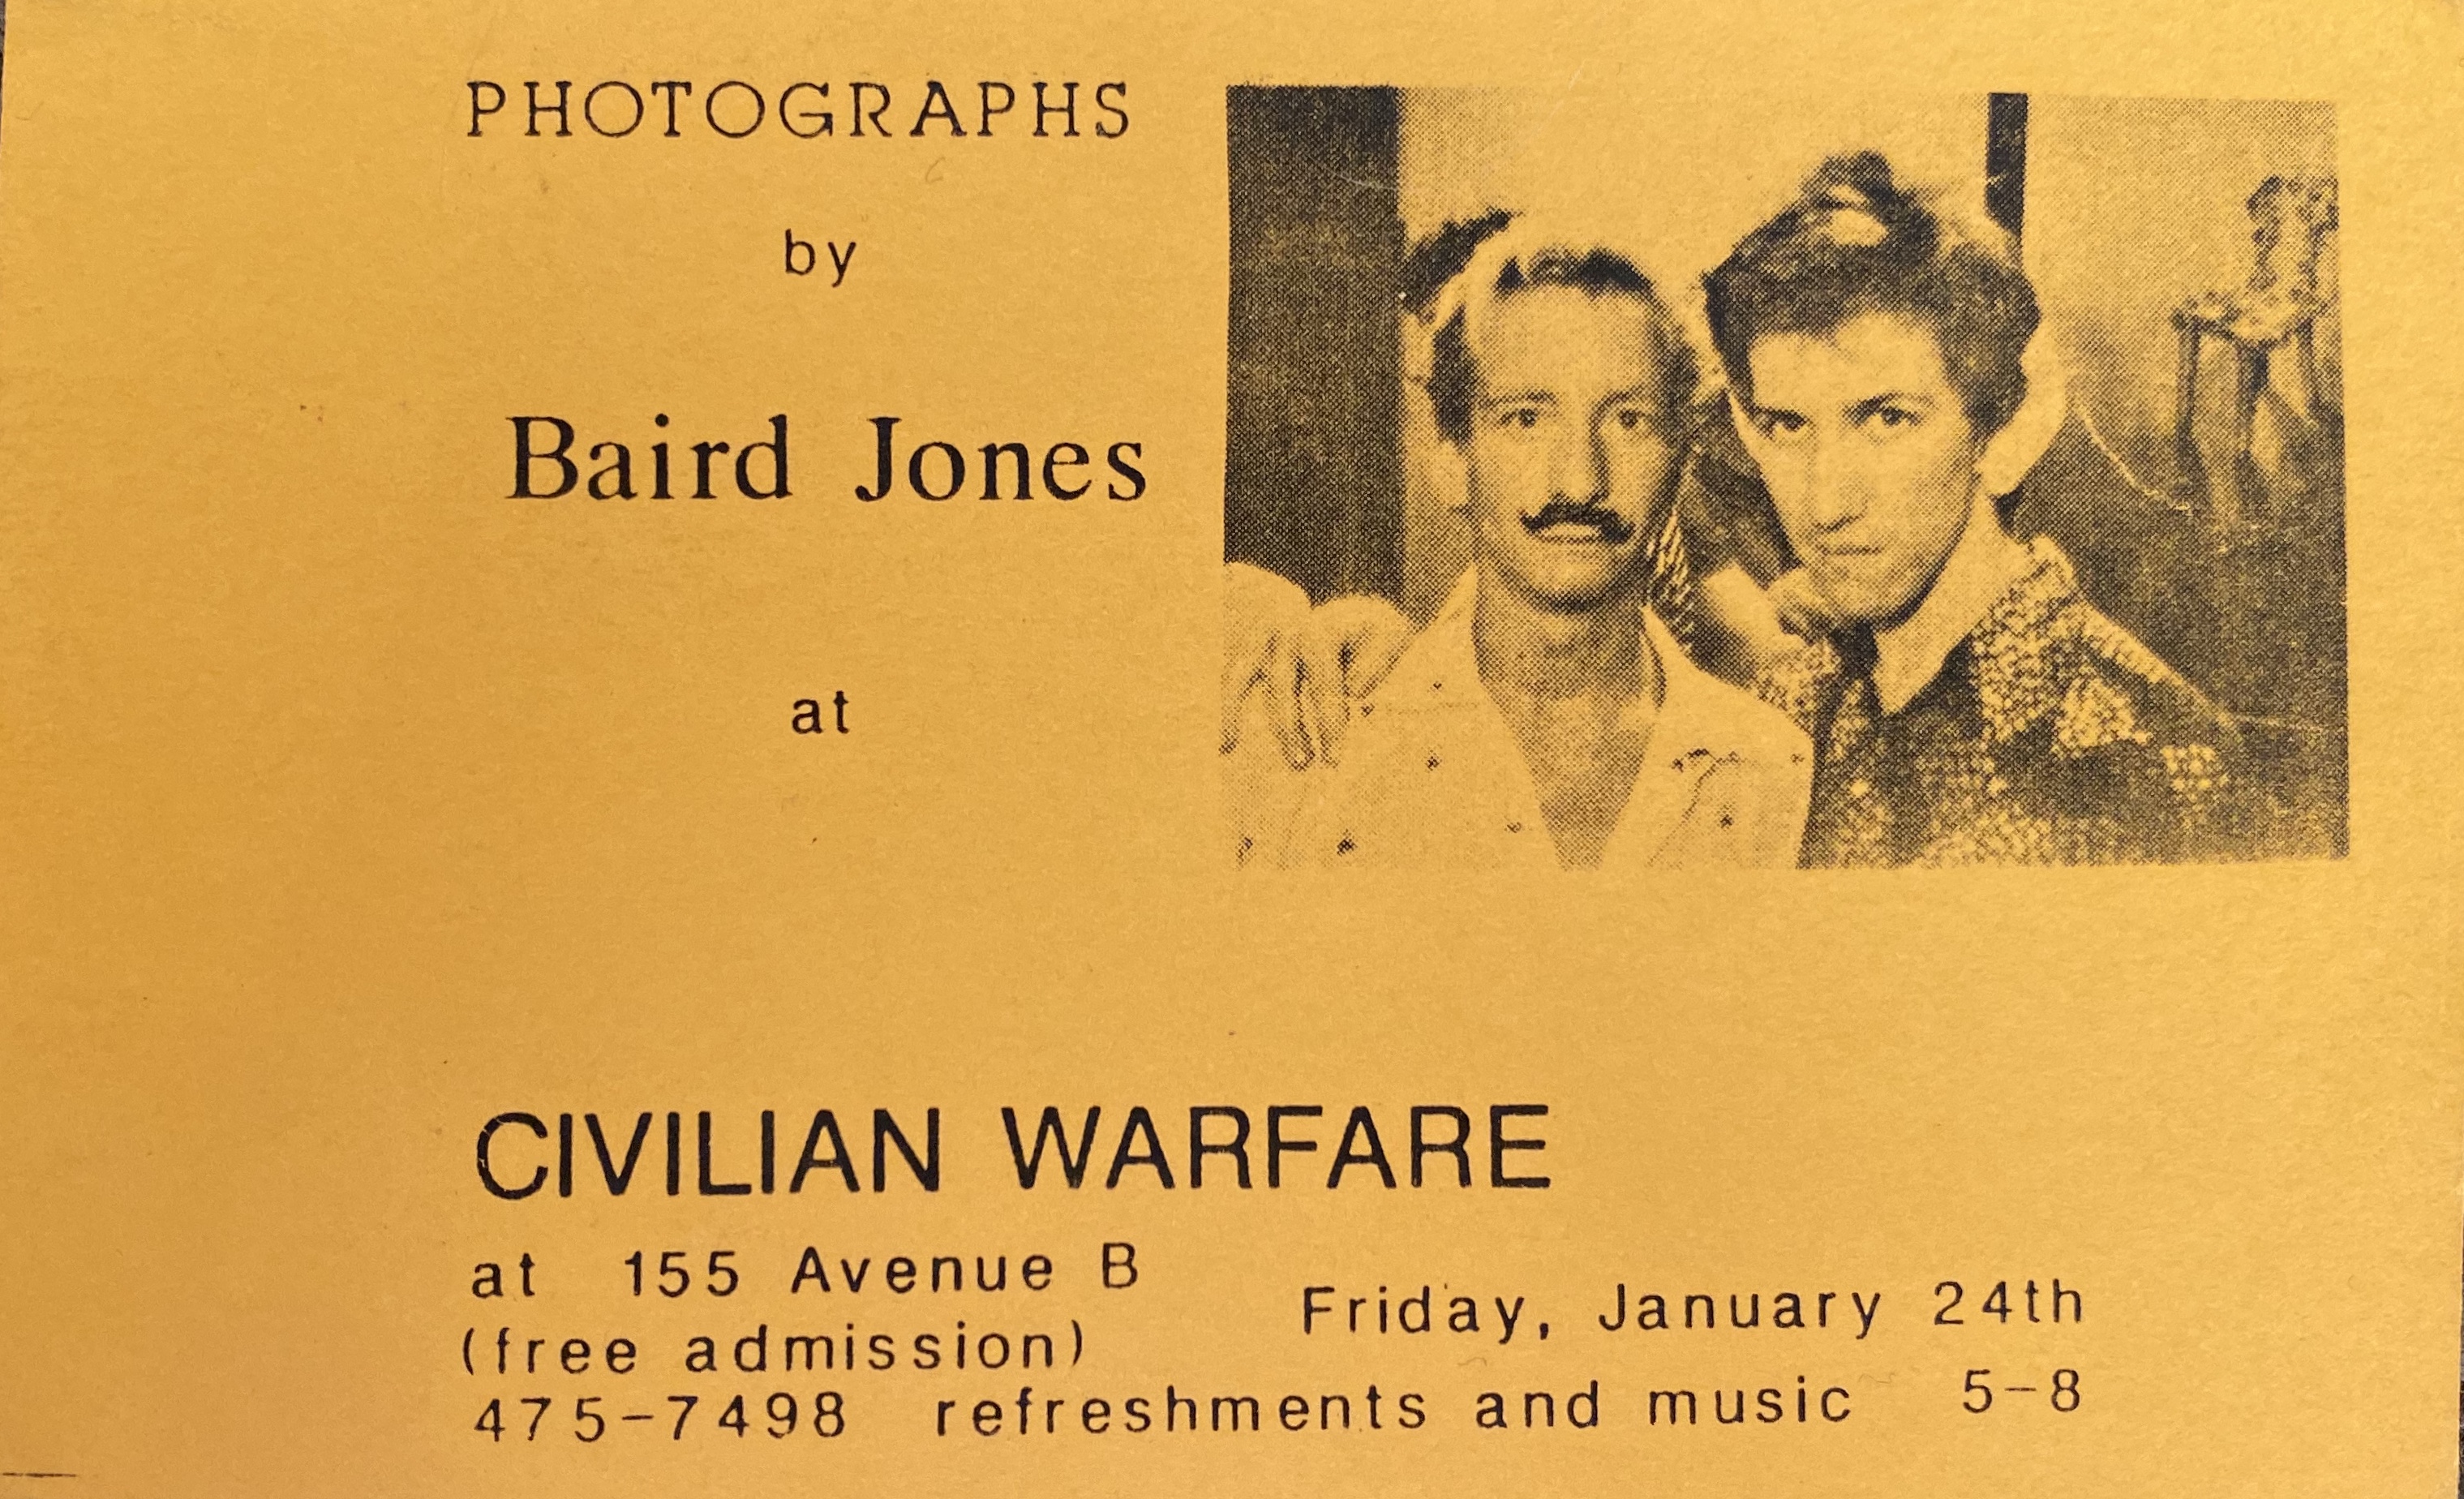 PHOTOGRAPHS
by
Baird Jones
at
CIVILIAN WARFARE
at 155 Avenue B
(free admission)
Friday, January 24th
475-7498 refreshments and music 5-8